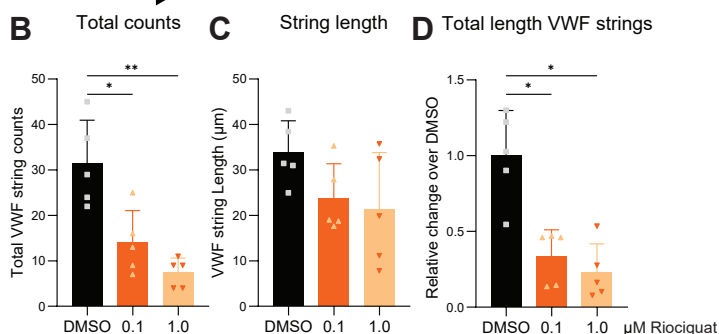 B Total counts
Total VWF string counts
50
40
30
20
10
0
* **
DMSO 0.1 1.0
C String length
VWF string Length (µm)
50
40
30
20
10
0
DMSO 0.1 1.0
D Total length VWF strings
Relative change over DMSO
1.5
1.0
0.5
0.0
* *
DMSO 0.1 1.0 µM Riociguat